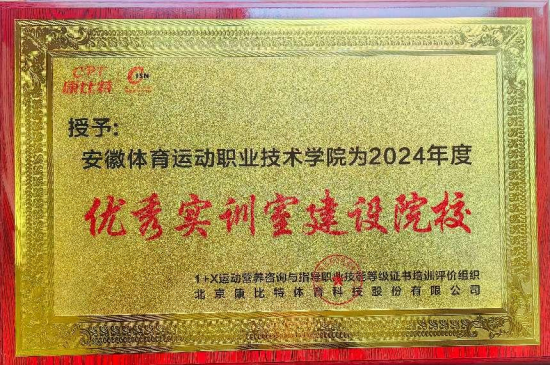 CPT
康比特
授予:
安徽体育运动职业技术学院为2024年度
优秀实训室建设院校
1+X运动营养咨询与指导职业技能等级证书培训评价组织
北京康比特体育科技股份有限公司